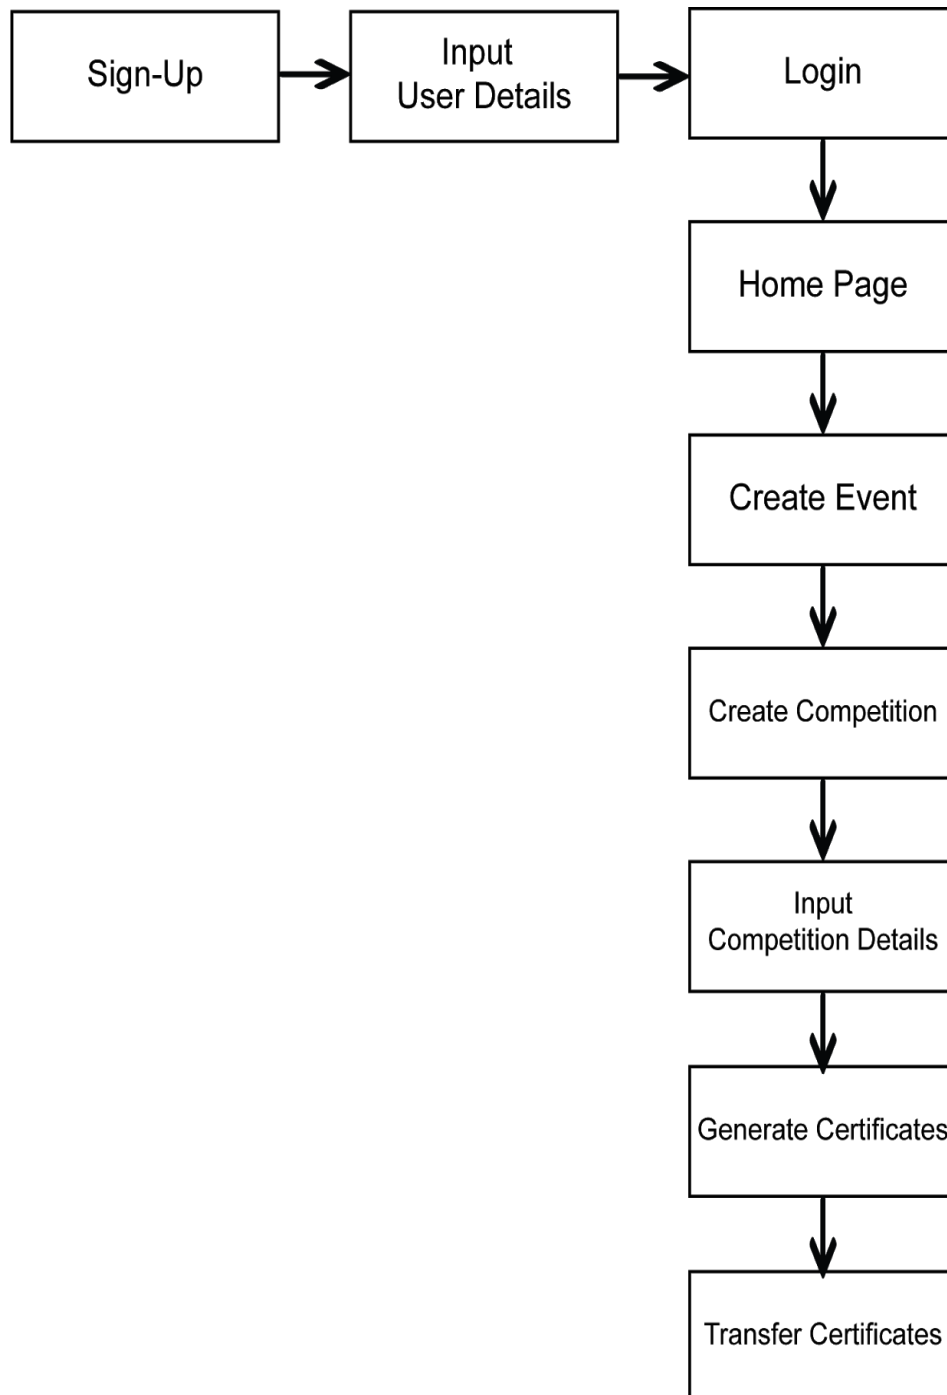 Sign-Up
Input
User Details
Login
Home Page
Create Event
Create Competition
Input
Competition Details
Generate Certificates
Transfer Certificates